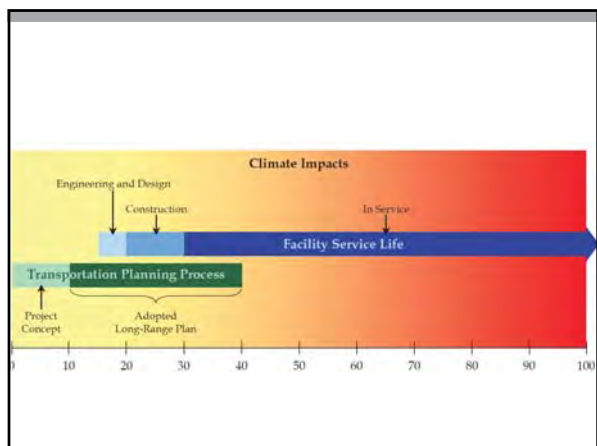 Climate Impacts
Engineering and Design
Construction
In Service
Facility Service Life
Transportation Planning Process
Project
Concept
Adopted
Long-Range Plan
0 10 20 30 40 50 60 70 80 90 100